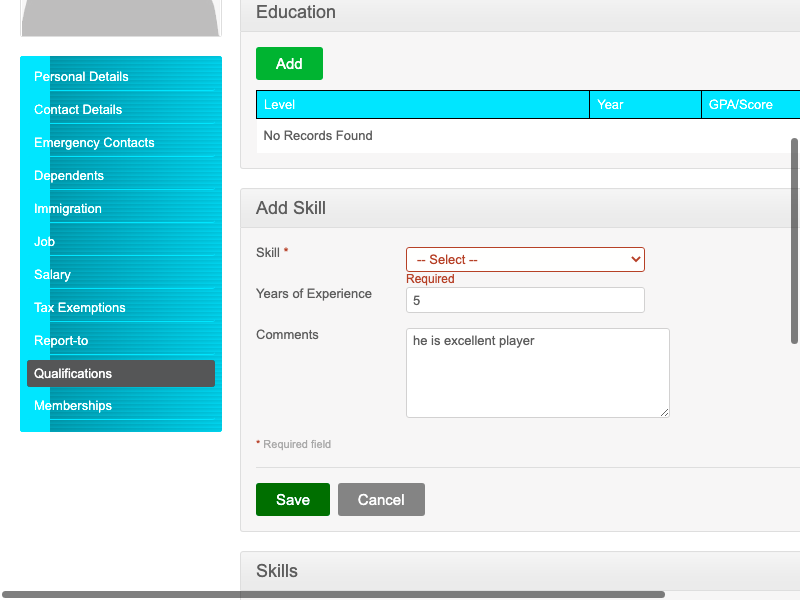 Education
Add
Level Year GPA/Score
No Records Found
Personal Details
Contact Details
Emergency Contacts
Dependents
Immigration
Job
Salary
Tax Exemptions
Report-to
Qualifications
Memberships
Add Skill
Skill *
-- Select --
Required
Years of Experience
5
Comments
he is excellent player
* Required field
Save Cancel
Skills